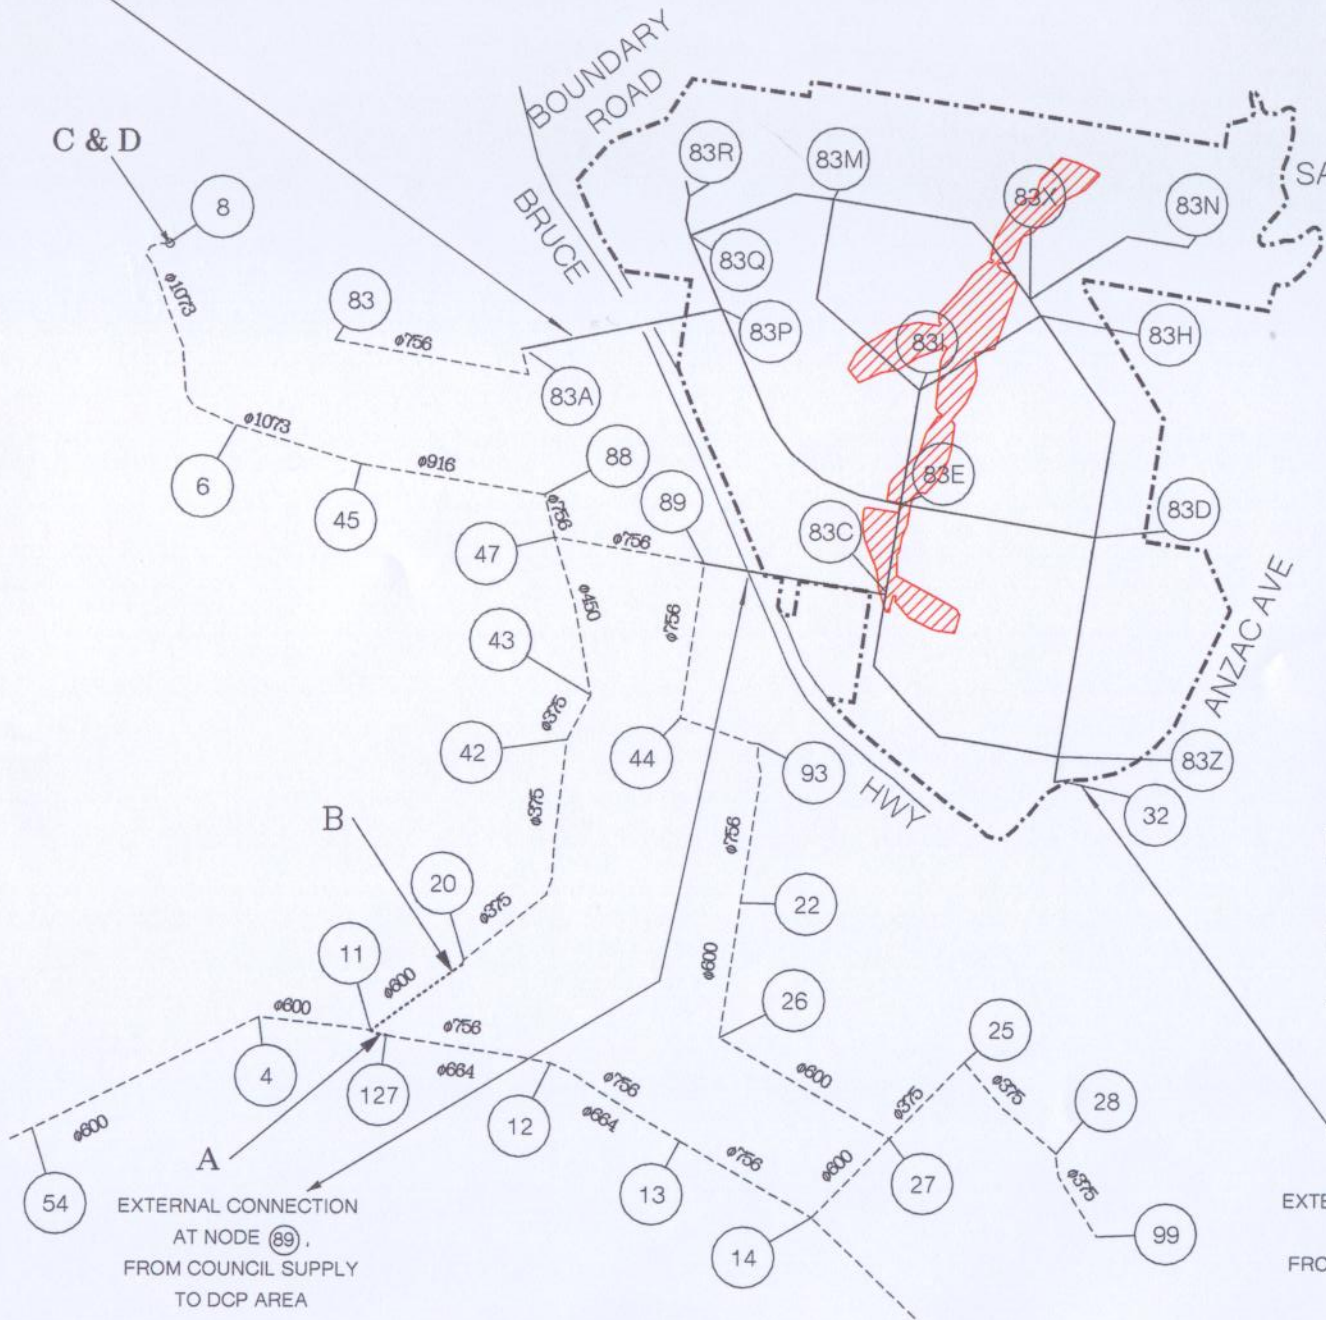 BOUNDARY
ROAD
BRUCE
C & D
8
83R
83M
83X
83N
SA
ø1073
83
83Q
83P
83I
83H
ø756
83A
ø1073
ø916
88
6
45
89
83E
83D
83C
ø756
47
ø756
ø450
43
ø756
ø375
42
44
93
83Z
HWY
ANZAC AVE
32
B
ø375
ø756
20
ø375
22
11
ø600
ø600
26
ø600
ø756
25
4
127
ø664
ø756
ø600
ø375
ø375
28
12
ø664
A
ø600
ø756
ø600
ø375
54
13
27
14
99
EXTERNAL CONNECTION
AT NODE 89 .
FROM COUNCIL SUPPLY
TO DCP AREA
EXTE
FRO